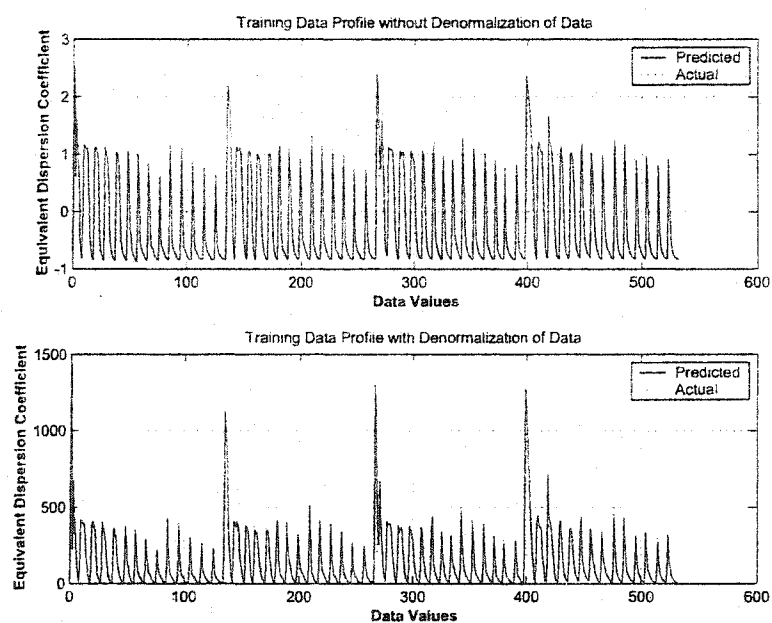 Training Data Profile without Denormalization of Data
Equivalent Dispersion Coefficient
3
2
1
0
−1
0 100 200 300 400 500 600
Predicted
Actual
Data Values
Training Data Profile with Denormalization of Data
Equivalent Dispersion Coefficient
1500
1000
500
0
0 100 200 300 400 500 600
Predicted
Actual
Data Values